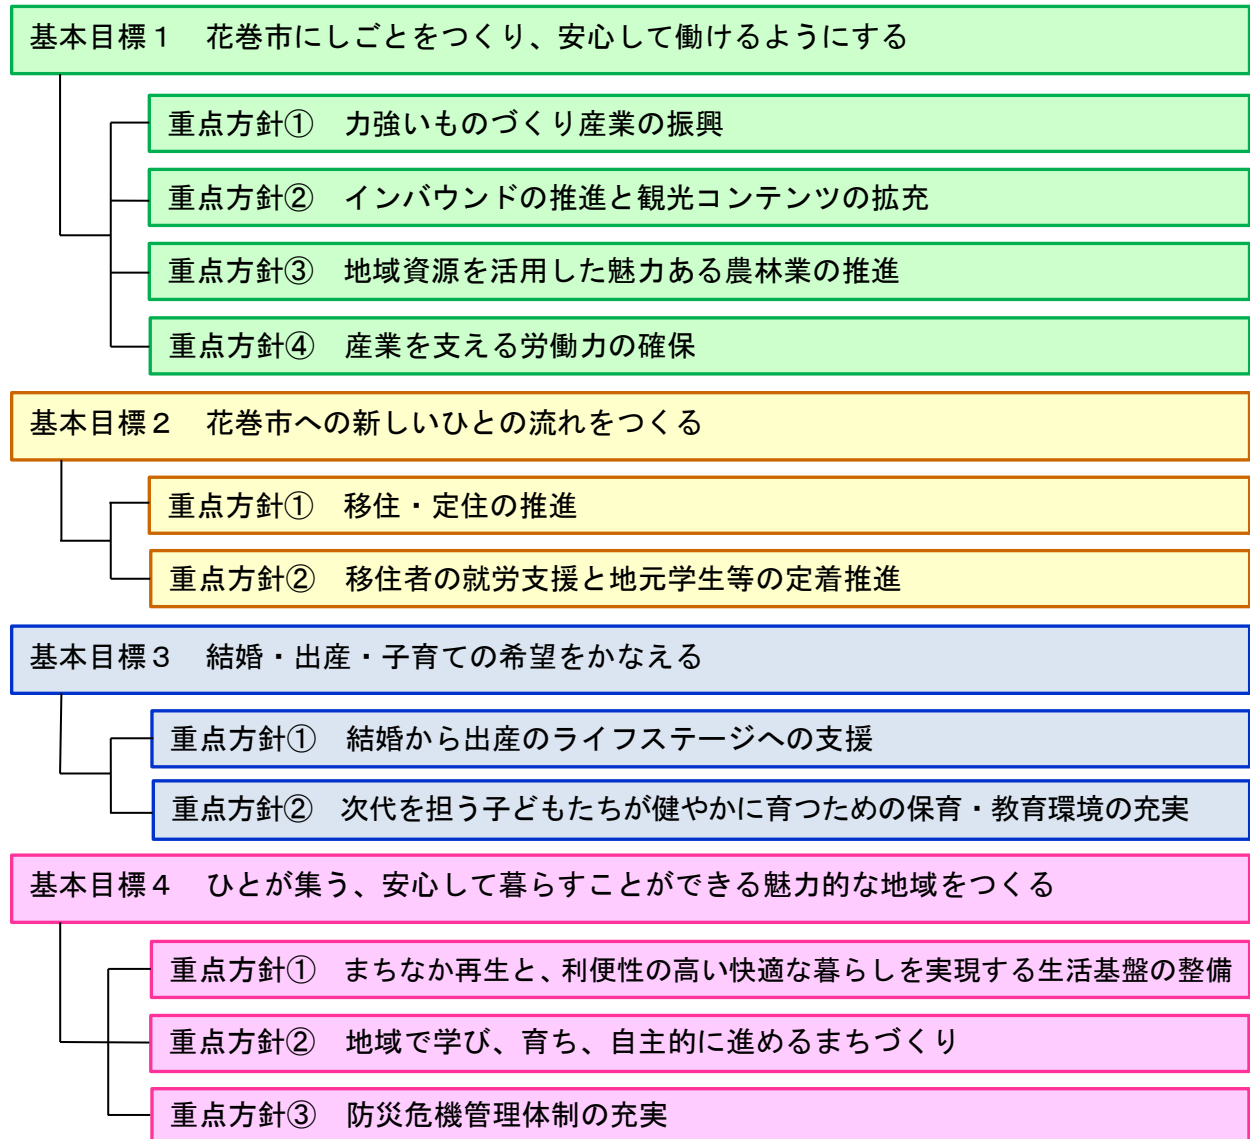 基本目標１　花巻市にしごとをつくり、安心して働けるようにする
重点方針①　力強いものづくり産業の振興
重点方針②　インバウンドの推進と観光コンテンツの拡充
重点方針③　地域資源を活用した魅力ある農林業の推進
重点方針④　産業を支える労働力の確保
基本目標２　花巻市への新しいひとの流れをつくる
重点方針①　移住・定住の推進
重点方針②　移住者の就労支援と地元学生等の定着推進
基本目標３　結婚・出産・子育ての希望をかなえる
重点方針①　結婚から出産のライフステージへの支援
重点方針②　次代を担う子どもたちが健やかに育つための保育・教育環境の充実
基本目標４　ひとが集う、安心して暮らすことができる魅力的な地域をつくる
重点方針①　まちなか再生と、利便性の高い快適な暮らしを実現する生活基盤の整備
重点方針②　地域で学び、育ち、自主的に進めるまちづくり
重点方針③　防災危機管理体制の充実